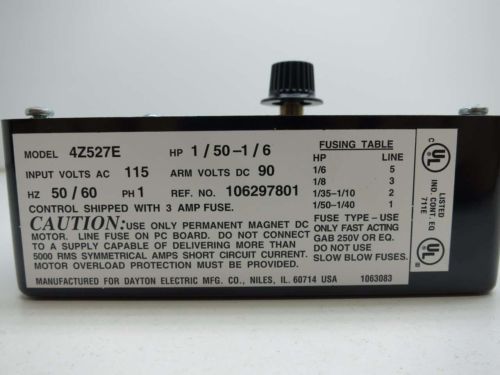 MODEL 4Z527E HP 1/50-1/6
INPUT VOLTS AC 115 ARM VOLTS DC 90
HZ 50/60 PH 1 REF. NO. 106297801
CONTROL SHIPPED WITH 3 AMP FUSE.
CAUTION: USE ONLY PERMANENT MAGNET DC
MOTOR. LINE FUSE ON PC BOARD. DO NOT CONNECT
TO A SUPPLY CAPABLE OF DELIVERING MORE THAN
5000 RMS SYMMETRICAL AMPS SHORT CIRCUIT CURRENT.
MOTOR OVERLOAD PROTECTION MUST BE PROVIDED.
FUSING TABLE
HP LINE
1/6 5
1/8 3
1/35-1/10 2
1/50-1/40 1
FUSE TYPE - USE
ONLY FAST ACTING
GAB 250V OR EQ.
DO NOT USE
SLOW BLOW FUSES.
MANUFACTURED FOR DAYTON ELECTRIC MFG. CO., NILES, IL. 60714 USA 1063083
C UL
LISTED
IND. CONT. EQ
711E
UL